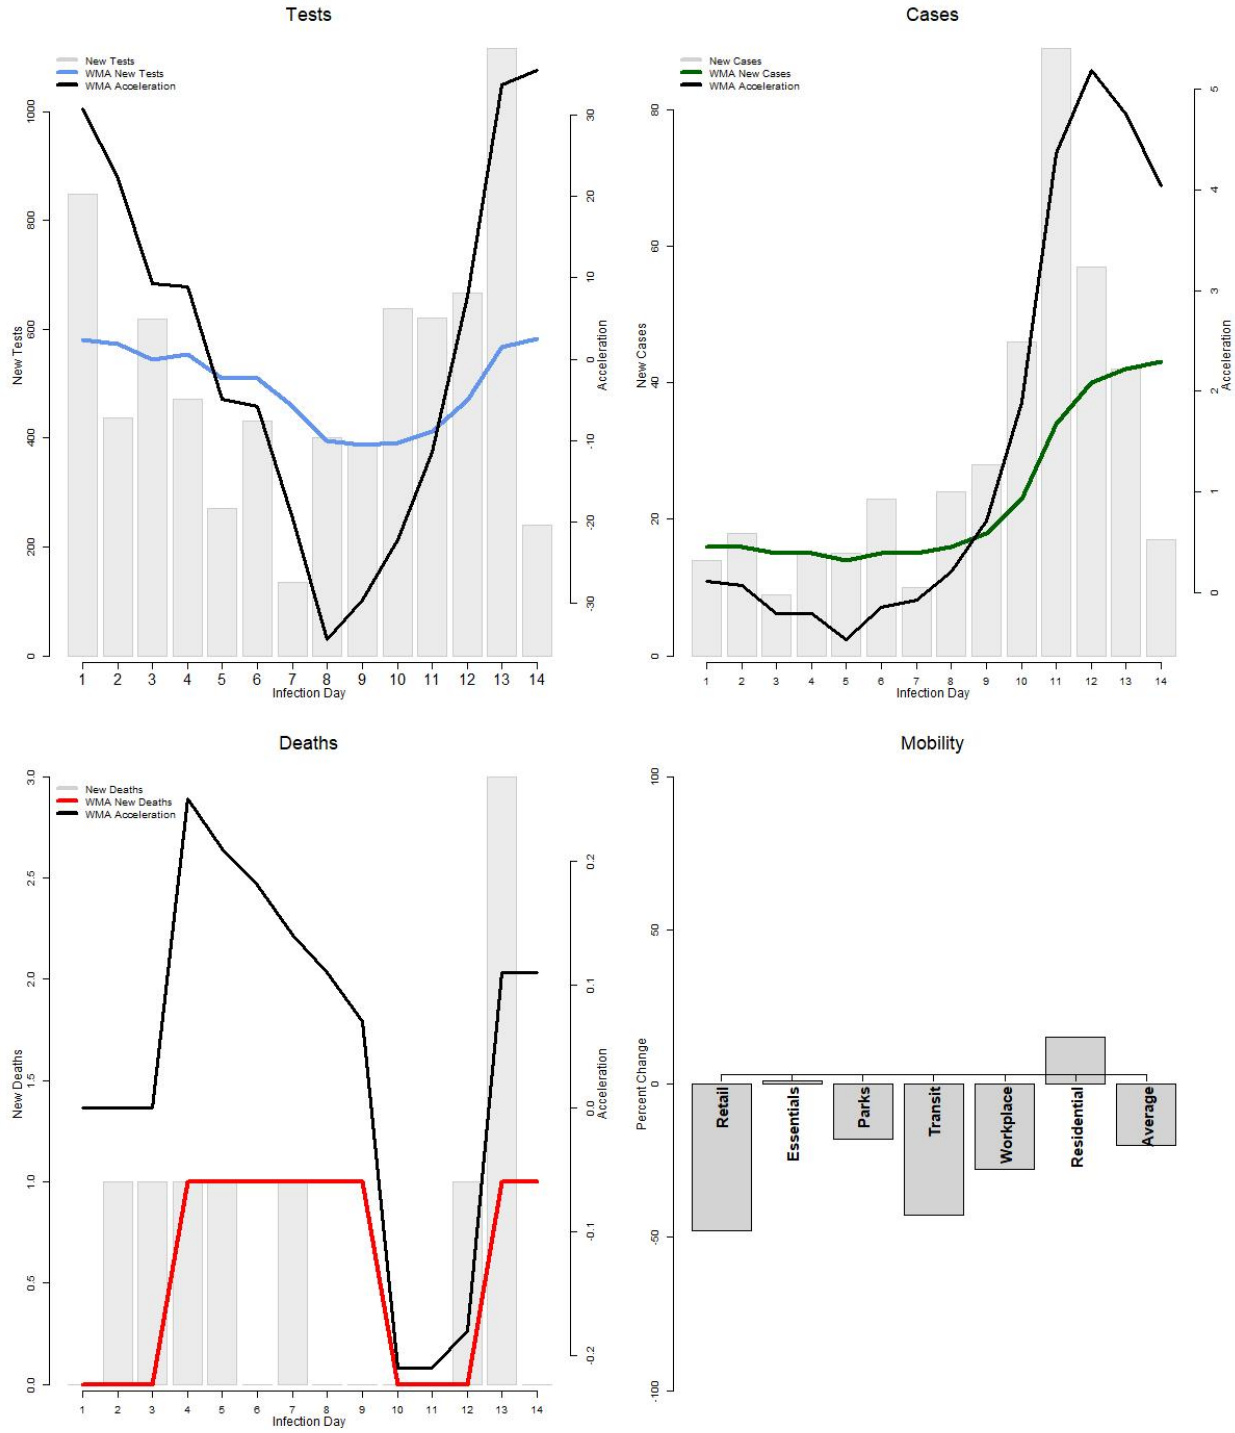 Tests
New Tests
WMA New Tests
WMA Acceleration
New Tests
0
200
400
600
800
1000
Acceleration
-30
-20
-10
0
10
20
30
1 2 3 4 5 6 7 8 9 10 11 12 13 14
Infection Day
Cases
New Cases
WMA New Cases
WMA Acceleration
New Cases
0
20
40
60
80
Acceleration
0
1
2
3
4
5
1 2 3 4 5 6 7 8 9 10 11 12 13 14
Infection Day
Deaths
New Deaths
WMA New Deaths
WMA Acceleration
New Deaths
0.0
0.5
1.0
1.5
2.0
2.5
3.0
Acceleration
-0.2
-0.1
0.0
0.1
0.2
1 2 3 4 5 6 7 8 9 10 11 12 13 14
Infection Day
Mobility
Percent Change
-100
-50
0
50
100
Retail
Essentials
Parks
Transit
Workplace
Residential
Average